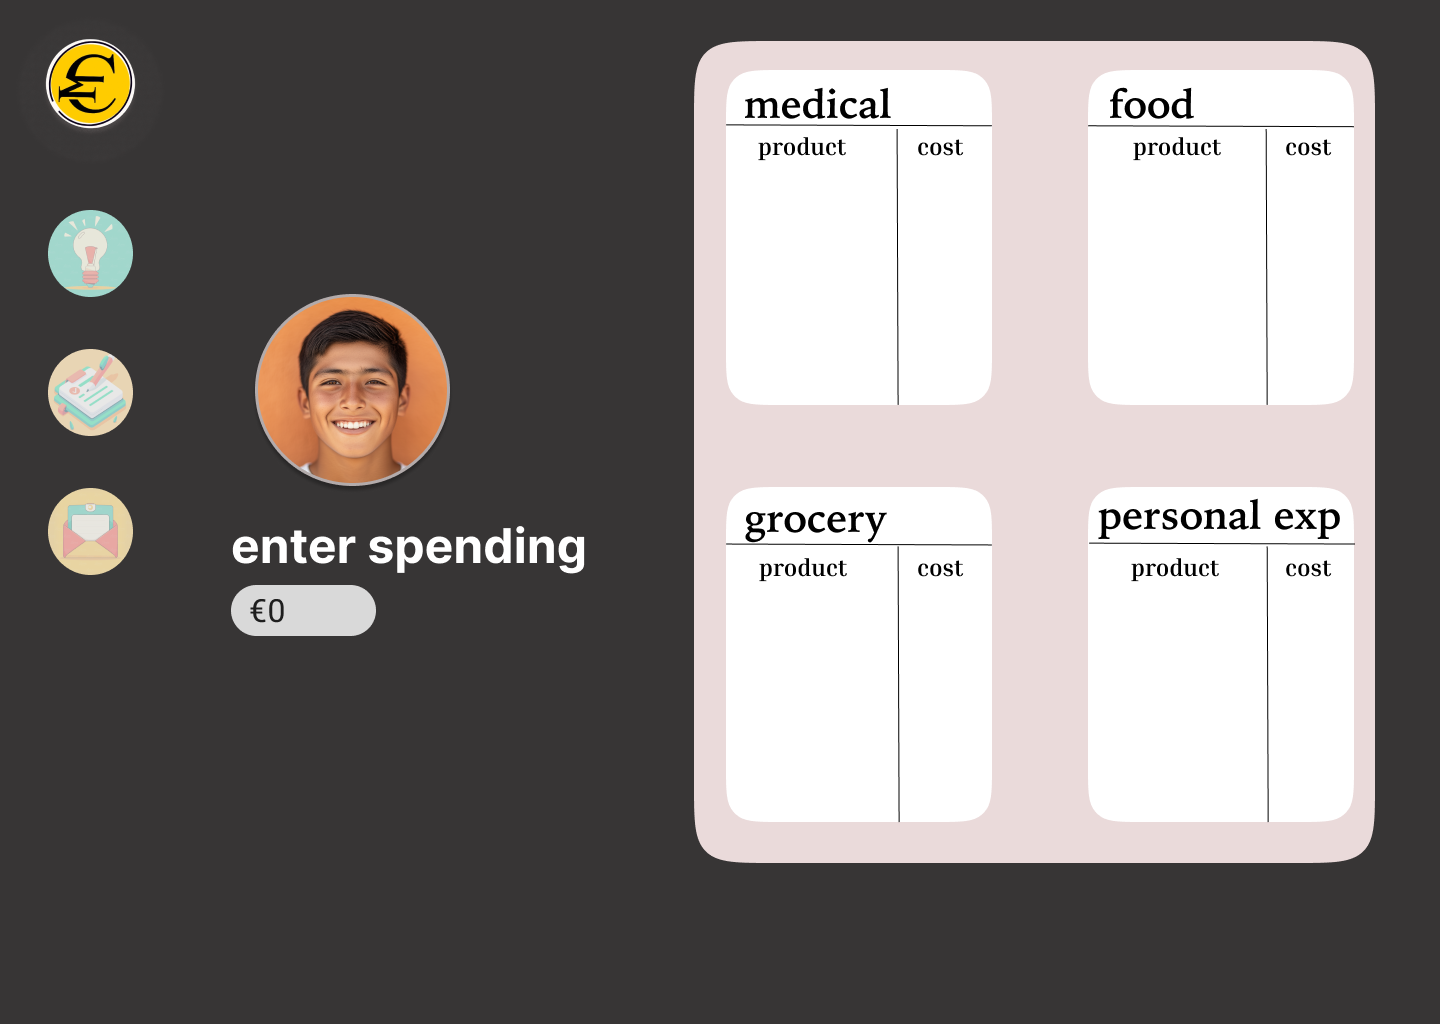 medical
product cost
food
product cost
enter spending
€0
grocery
product cost
personal exp
product cost